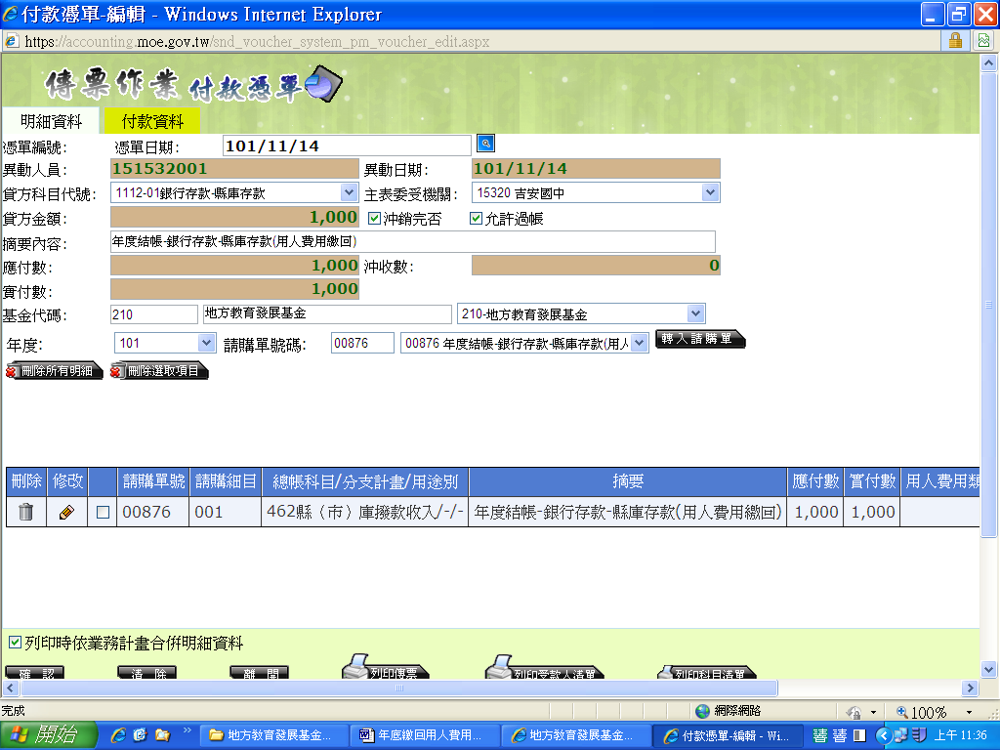 付款憑單-編輯 - Windows Internet Explorer
https://accounting.moe.gov.tw/snd_voucher_system_pm_voucher_edit.aspx
傳票作業 付款憑單
明細資料 付款資料
憑單編號: 憑單日期: 101/11/14
異動人員: 151532001 異動日期: 101/11/14
貸方科目代號: 1112-01銀行存款-縣庫存款 主表委受機關: 15320 吉安國中
貸方金額: 1,000 沖銷完否 允許過帳
摘要內容: 年度結帳-銀行存款-縣庫存款(用人費用繳回)
應付數: 1,000 沖收數: 0
實付數: 1,000
基金代碼: 210 地方教育發展基金 210-地方教育發展基金
年度: 101 請購單號碼: 00876 00876 年度結帳-銀行存款-縣庫存款(用人 轉入請購單
刪除所有明細 刪除選取項目
刪除 修改 請購單號 請購細目 總帳科目/分支計畫/用途別 摘要 應付數 實付數 用人費用類
00876 001 462縣（市）庫撥款收入/-/- 年度結帳-銀行存款-縣庫存款(用人費用繳回) 1,000 1,000
列印時依業務計畫合併明細資料
確認 清除 離開 列印傳票 列印受款人清單 列印科目清單
完成 網際網路 100%
開始 地方教育發展基金... 年底繳回用人費用... 地方教育發展基金... 付款憑單-編輯 - Wi... 上午 11:36